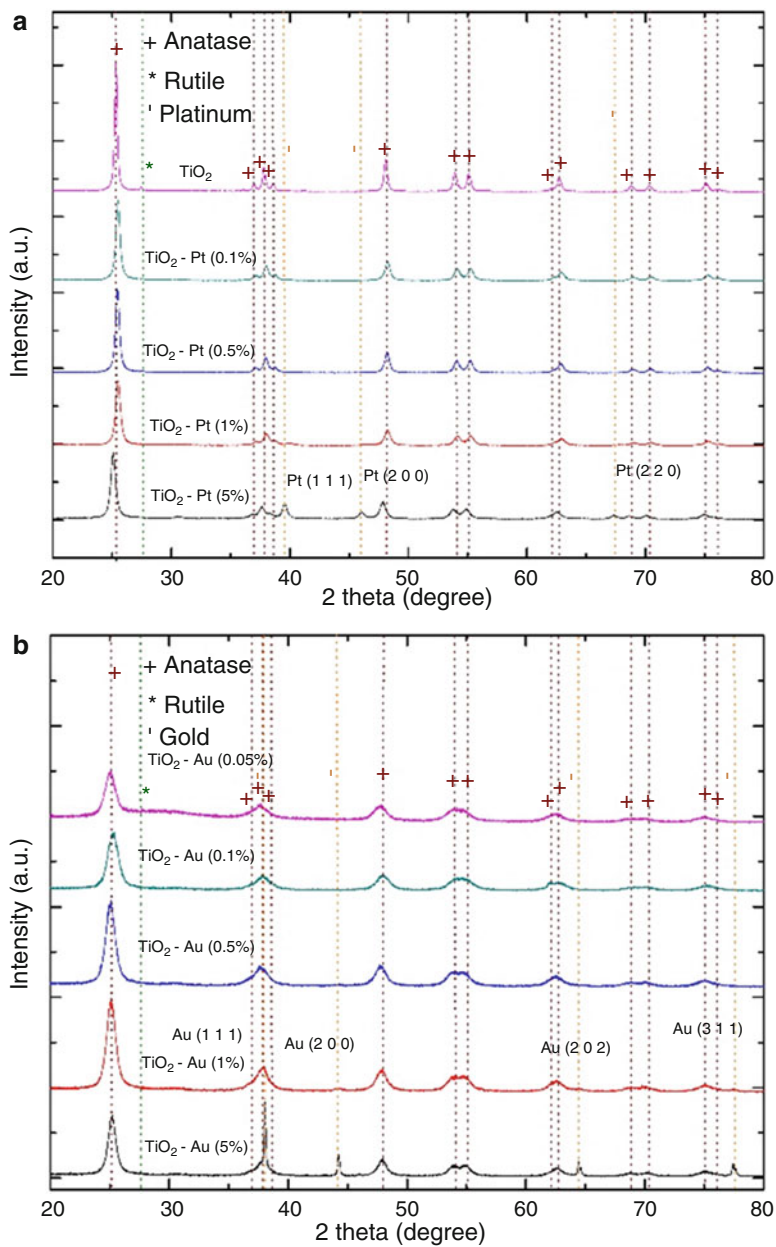 a
+ Anatase
* Rutile
' Platinum
TiO2
TiO2 - Pt (0.1%)
TiO2 - Pt (0.5%)
TiO2 - Pt (1%)
Pt (1 1 1)
Pt (2 0 0)
Pt (2 2 0)
TiO2 - Pt (5%)
Intensity (a.u.)
20 30 40 50 60 70 80
2 theta (degree)
b
+ Anatase
* Rutile
' Gold
TiO2 - Au (0.05%)
TiO2 - Au (0.1%)
TiO2 - Au (0.5%)
Au (1 1 1)
Au (2 0 0)
Au (2 0 2)
Au (3 1 1)
TiO2 - Au (1%)
TiO2 - Au (5%)
Intensity (a.u.)
20 30 40 50 60 70 80
2 theta (degree)